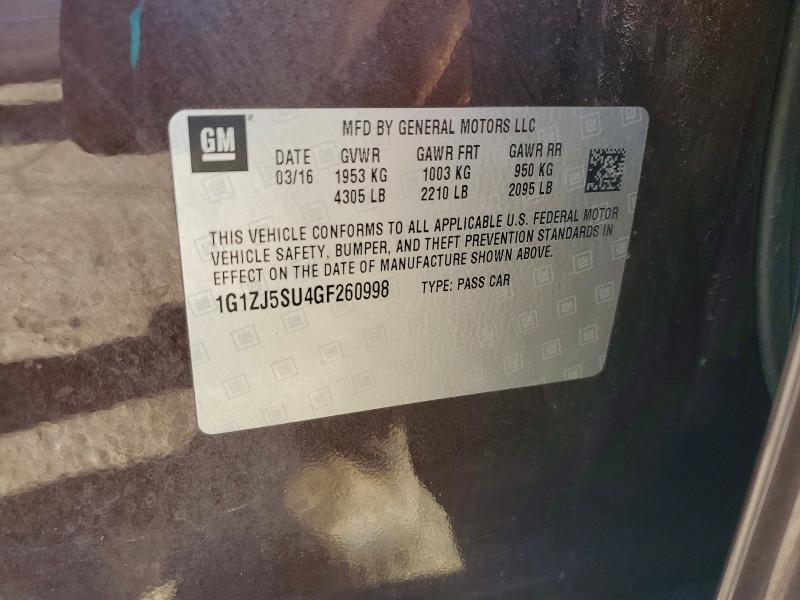 GM
MFD BY GENERAL MOTORS LLC
DATE GVWR GAWR FRT GAWR RR
03/16 1953 KG 1003 KG 950 KG
4305 LB 2210 LB 2095 LB
THIS VEHICLE CONFORMS TO ALL APPLICABLE U.S. FEDERAL MOTOR
VEHICLE SAFETY, BUMPER, AND THEFT PREVENTION STANDARDS IN
EFFECT ON THE DATE OF MANUFACTURE SHOWN ABOVE.
1G1ZJ5SU4GF260998 TYPE: PASS CAR